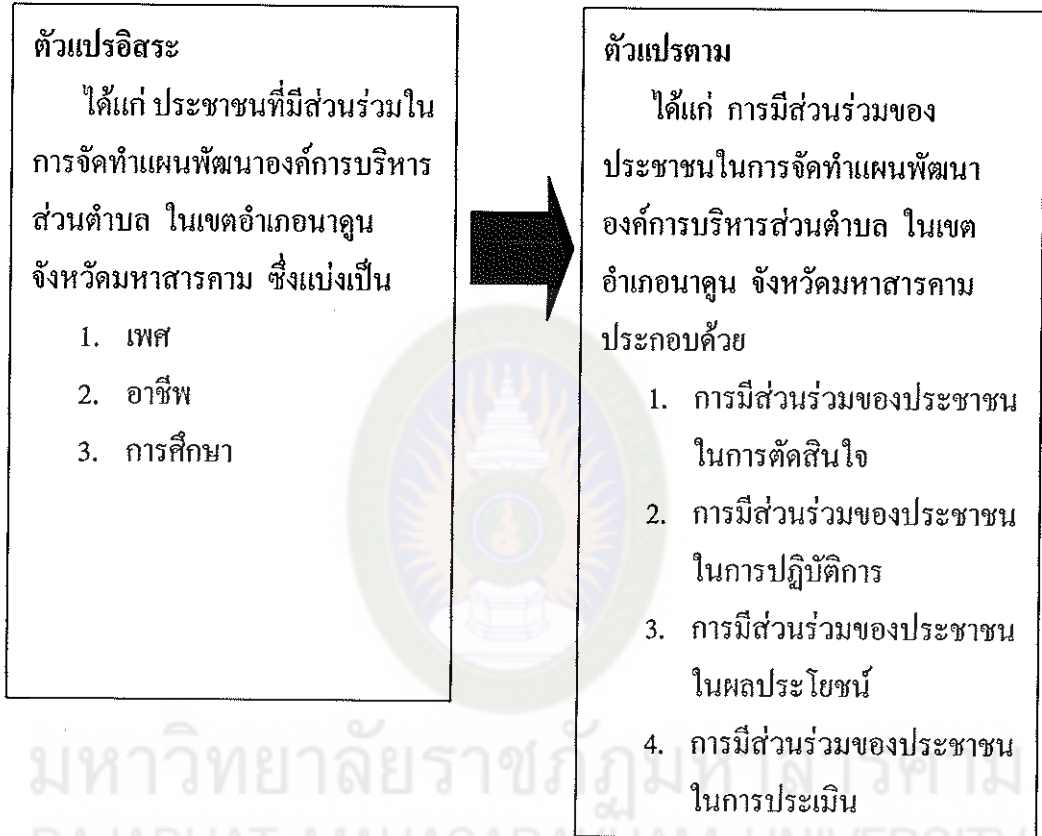 ตัวแปรอิสระ
ได้แก่ ประชาชนที่มีส่วนร่วมใน
การจัดทำแผนพัฒนาองค์การบริหาร
ส่วนตำบล ในเขตอำเภอนาดูน
จังหวัดมหาสารคาม ซึ่งแบ่งเป็น
1. เพศ
2. อาชีพ
3. การศึกษา
ตัวแปรตาม
ได้แก่ การมีส่วนร่วมของ
ประชาชนในการจัดทำแผนพัฒนา
องค์การบริหารส่วนตำบล ในเขต
อำเภอนาดูน จังหวัดมหาสารคาม
ประกอบด้วย
1. การมีส่วนร่วมของประชาชน
ในการตัดสินใจ
2. การมีส่วนร่วมของประชาชน
ในการปฏิบัติการ
3. การมีส่วนร่วมของประชาชน
ในผลประโยชน์
4. การมีส่วนร่วมของประชาชน
ในการประเมิน
มหาวิทยาลัยราชภัฏมหาสารคาม
RAJABHAT MAHASARAKHAM UNIVERSITY